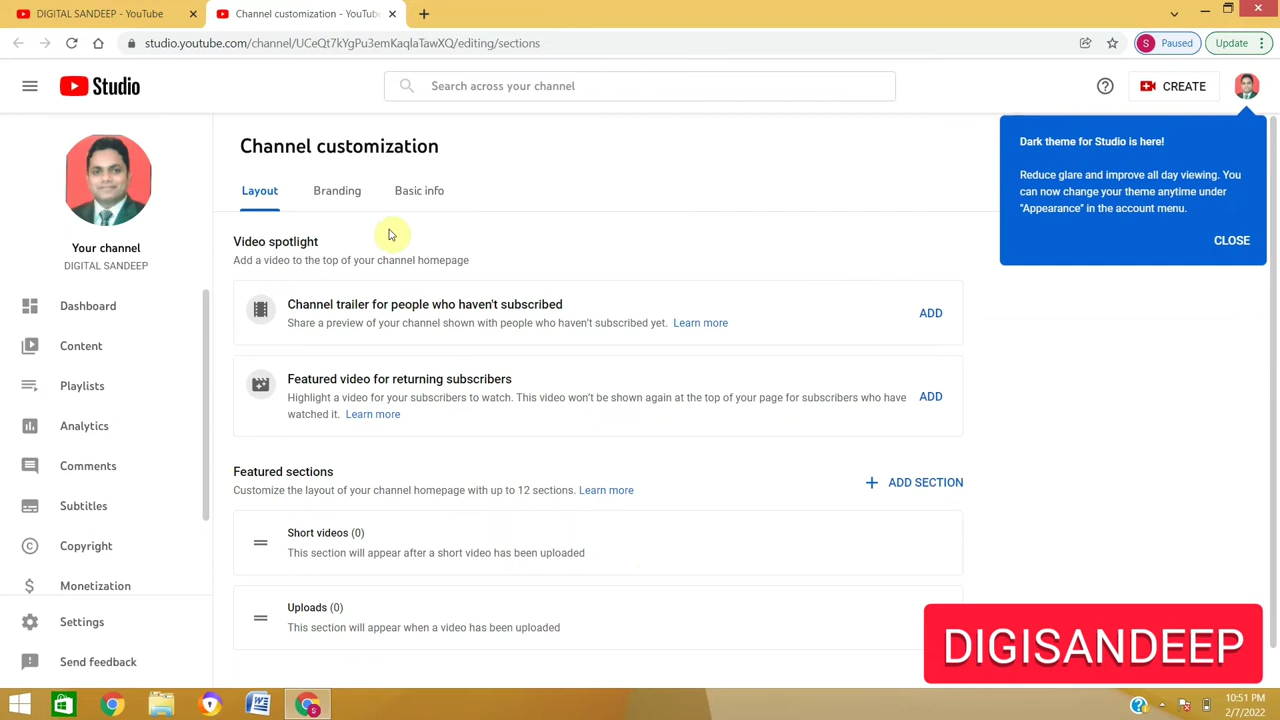 DIGITAL SANDEEP - YouTube
Channel customization - YouTube
studio.youtube.com/channel/UCeQt7kYgPu3emKaqlaTawXQ/editing/sections
S Paused
Update
Studio
Search across your channel
CREATE
Your channel
DIGITAL SANDEEP
Dashboard
Content
Playlists
Analytics
Comments
Subtitles
Copyright
Monetization
Settings
Send feedback
Channel customization
Layout
Branding
Basic info
Video spotlight
Add a video to the top of your channel homepage
Channel trailer for people who haven't subscribed
Share a preview of your channel shown with people who haven't subscribed yet. Learn more
ADD
Featured video for returning subscribers
Highlight a video for your subscribers to watch. This video won't be shown again at the top of your page for subscribers who have
watched it. Learn more
ADD
Featured sections
Customize the layout of your channel homepage with up to 12 sections. Learn more
ADD SECTION
Short videos (0)
This section will appear after a short video has been uploaded
Uploads (0)
This section will appear when a video has been uploaded
Dark theme for Studio is here!
Reduce glare and improve all day viewing. You
can now change your theme anytime under
"Appearance" in the account menu.
CLOSE
DIGISANDEEP
10:51 PM
2/7/2022